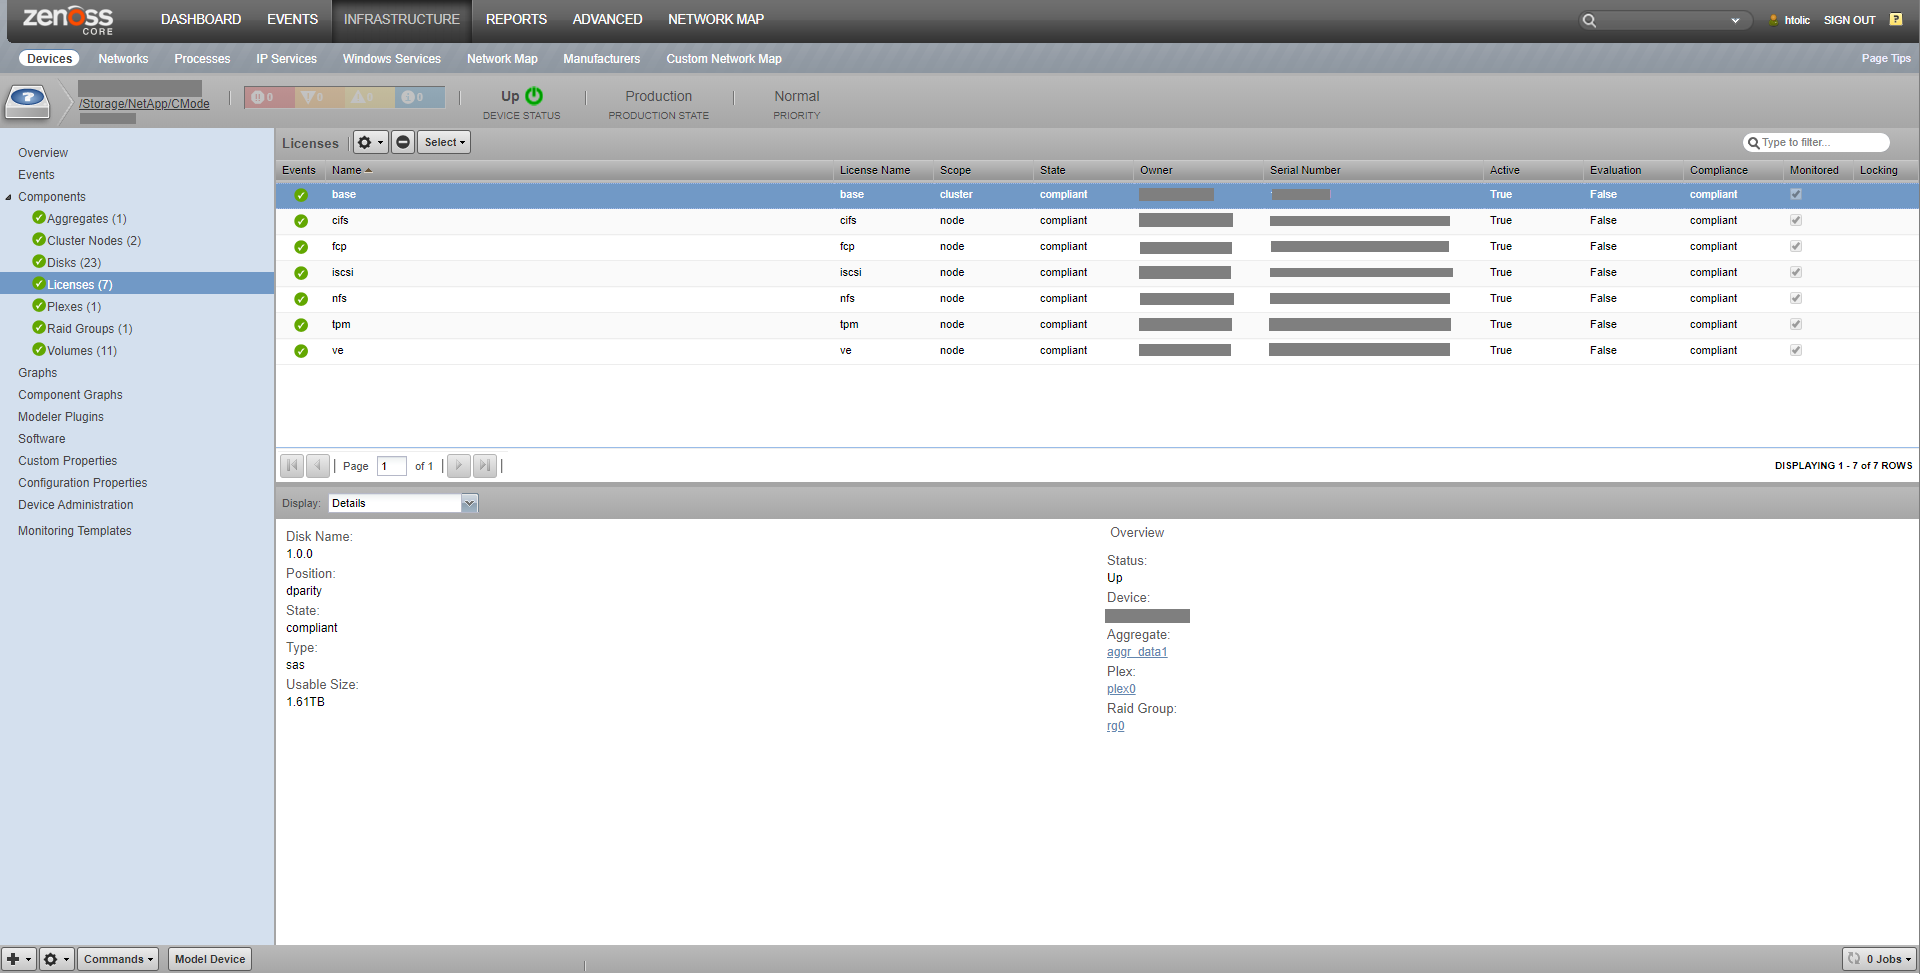 zenoss CORE DASHBOARD EVENTS INFRASTRUCTURE REPORTS ADVANCED NETWORK MAP htolic SIGN OUT ?
Devices Networks Processes IP Services Windows Services Network Map Manufacturers Custom Network Map Page Tips
/Storage/NetApp/CMode 0 0 0 0 Up Production Normal
DEVICE STATUS PRODUCTION STATE PRIORITY
Overview
Events
Components
Aggregates (1)
Cluster Nodes (2)
Disks (23)
Licenses (7)
Plexes (1)
Raid Groups (1)
Volumes (11)
Graphs
Component Graphs
Modeler Plugins
Software
Custom Properties
Configuration Properties
Device Administration
Monitoring Templates
Licenses Select Type to filter...
Events Name License Name Scope State Owner Serial Number Active Evaluation Compliance Monitored Locking
base base cluster compliant True False compliant
cifs cifs node compliant True False compliant
fcp fcp node compliant True False compliant
iscsi iscsi node compliant True False compliant
nfs nfs node compliant True False compliant
tpm tpm node compliant True False compliant
ve ve node compliant True False compliant
Page 1 of 1 DISPLAYING 1 - 7 of 7 ROWS
Display: Details
Disk Name:
1.0.0
Position:
dparity
State:
compliant
Type:
sas
Usable Size:
1.61TB
Overview
Status:
Up
Device:
Aggregate:
aggr_data1
Plex:
plex0
Raid Group:
rg0
Commands Model Device 0 Jobs